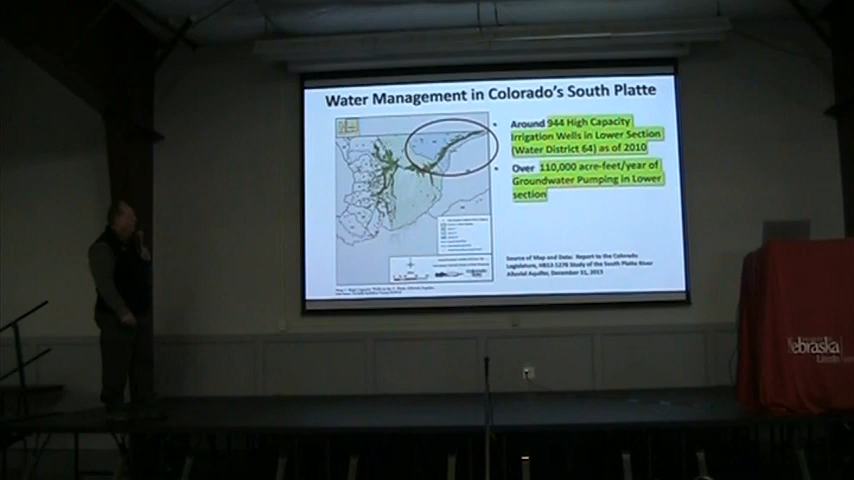 Water Management in Colorado's South Platte
• Around 944 High Capacity
Irrigation Wells in Lower Section
(Water District 64) as of 2010
• Over 110,000 acre-feet/year of
Groundwater Pumping in Lower
section
Source of Map and Data: Report to the Colorado
Legislature, HB12-1278 Study of the South Platte River
Alluvial Aquifer, December 31, 2013
Nebraska
Lincoln